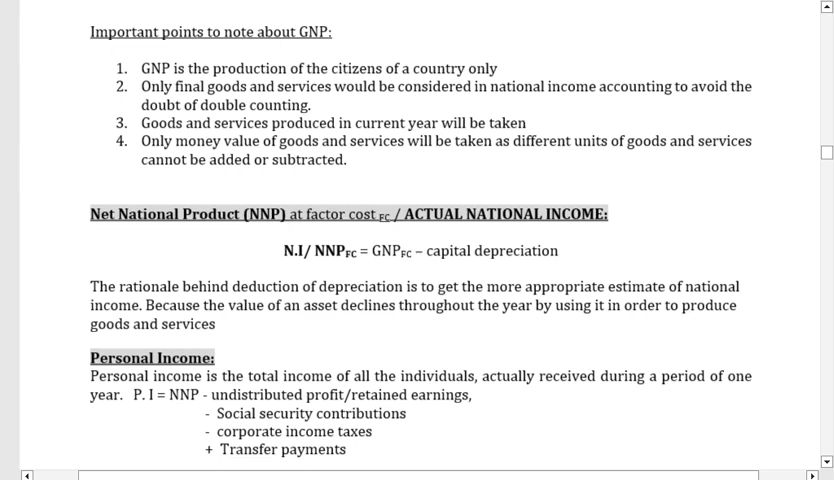 Important points to note about GNP:
1. GNP is the production of the citizens of a country only
2. Only final goods and services would be considered in national income accounting to avoid the
doubt of double counting.
3. Goods and services produced in current year will be taken
4. Only money value of goods and services will be taken as different units of goods and services
cannot be added or subtracted.
Net National Product (NNP) at factor cost FC / ACTUAL NATIONAL INCOME:
N.I/ NNPFC = GNPFC – capital depreciation
The rationale behind deduction of depreciation is to get the more appropriate estimate of national
income. Because the value of an asset declines throughout the year by using it in order to produce
goods and services
Personal Income:
Personal income is the total income of all the individuals, actually received during a period of one
year. P. I = NNP - undistributed profit/retained earnings,
- Social security contributions
- corporate income taxes
+ Transfer payments